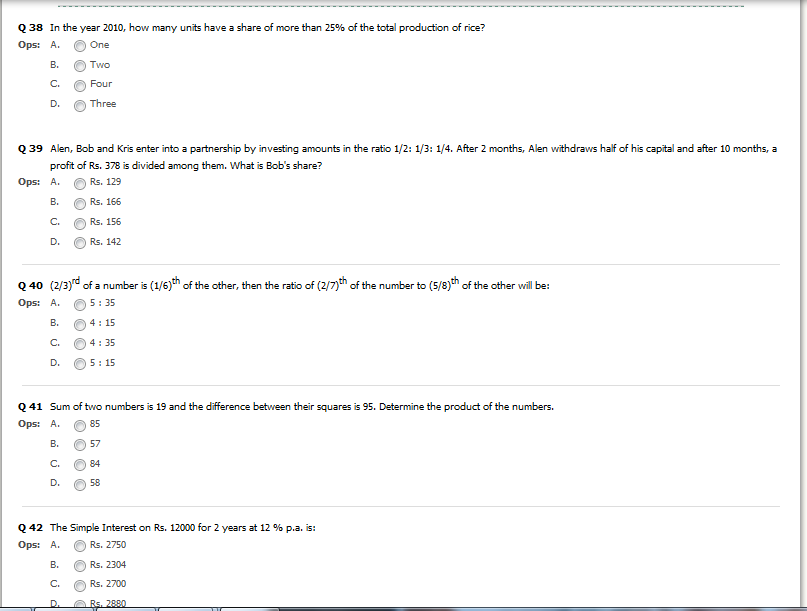 Q 38 In the year 2010, how many units have a share of more than 25% of the total production of rice?
Ops: A. One
B. Two
C. Four
D. Three
Q 39 Alen, Bob and Kris enter into a partnership by investing amounts in the ratio 1/2: 1/3: 1/4. After 2 months, Alen withdraws half of his capital and after 10 months, a
profit of Rs. 378 is divided among them. What is Bob's share?
Ops: A. Rs. 129
B. Rs. 166
C. Rs. 156
D. Rs. 142
Q 40 (2/3)rd of a number is (1/6)th of the other, then the ratio of (2/7)th of the number to (5/8)th of the other will be:
Ops: A. 5 : 35
B. 4 : 15
C. 4 : 35
D. 5 : 15
Q 41 Sum of two numbers is 19 and the difference between their squares is 95. Determine the product of the numbers.
Ops: A. 85
B. 57
C. 84
D. 58
Q 42 The Simple Interest on Rs. 12000 for 2 years at 12 % p.a. is:
Ops: A. Rs. 2750
B. Rs. 2304
C. Rs. 2700
D. Rs. 2880